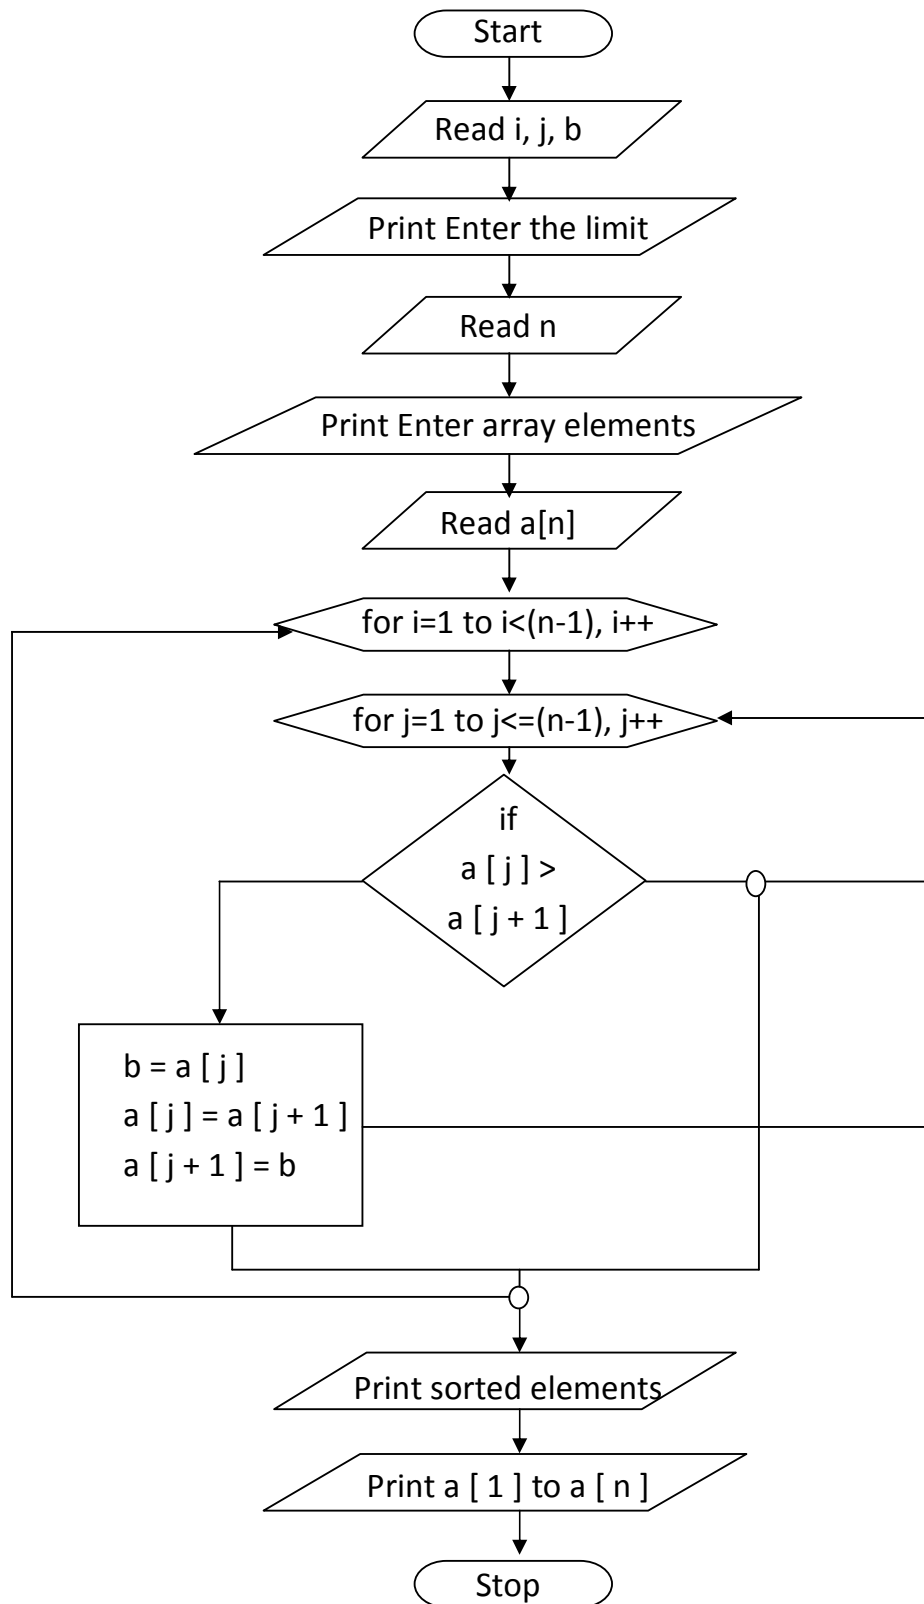 Start
Read i, j, b
Print Enter the limit
Read n
Print Enter array elements
Read a[n]
for i=1 to i<(n-1), i++
for j=1 to j<=(n-1), j++
if
a [ j ] >
a [ j + 1 ]
b = a [ j ]
a [ j ] = a [ j + 1 ]
a [ j + 1 ] = b
Print sorted elements
Print a [ 1 ] to a [ n ]
Stop